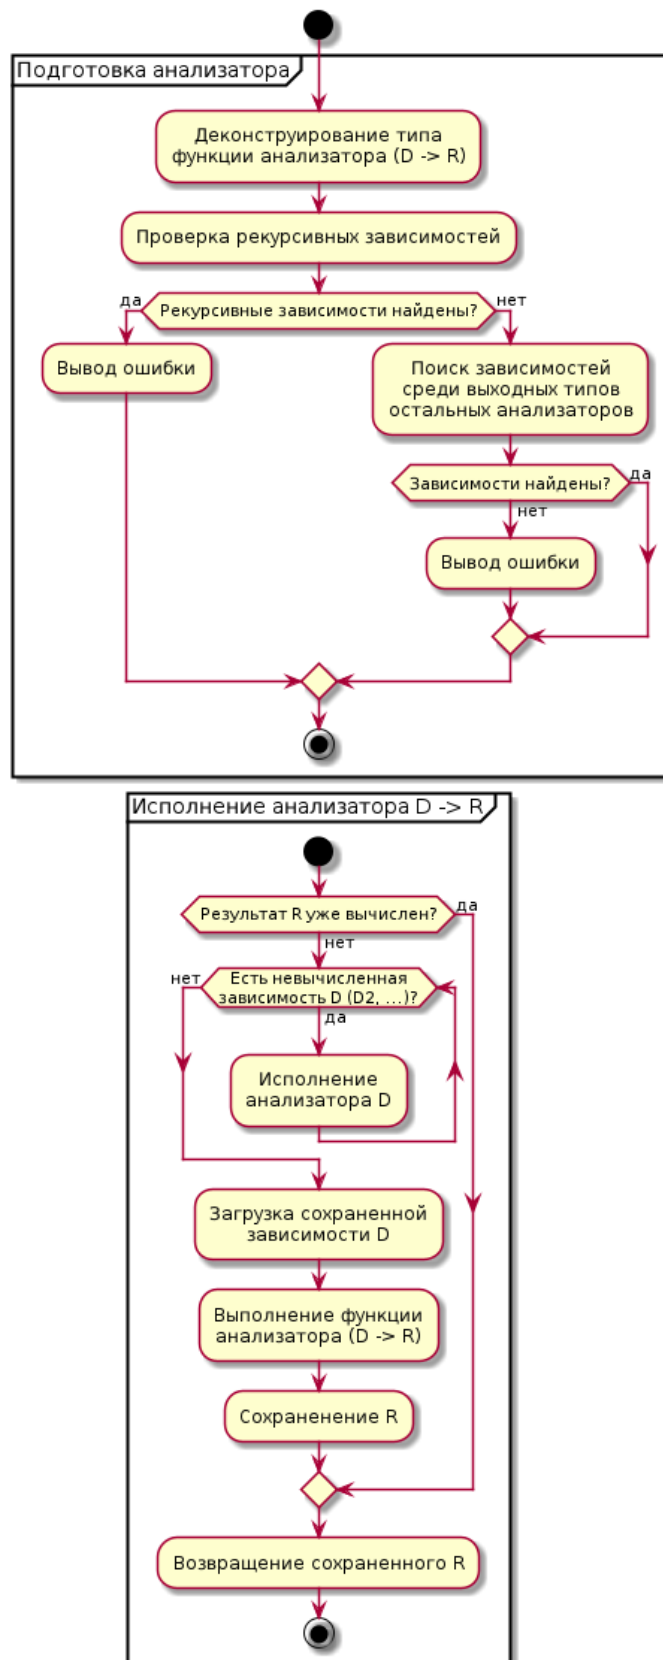 Подготовка анализатора
Деконструирование типа
функции анализатора (D -> R)
Проверка рекурсивных зависимостей
да
Рекурсивные зависимости найдены?
нет
Вывод ошибки
Поиск зависимостей
среди выходных типов
остальных анализаторов
Зависимости найдены?
да
нет
Вывод ошибки
Исполнение анализатора D -> R
Результат R уже вычислен?
да
нет
нет
Есть невычисленная
зависимость D (D2, ...)?
да
Исполнение
анализатора D
Загрузка сохраненной
зависимости D
Выполнение функции
анализатора (D -> R)
Сохраненение R
Возвращение сохраненного R